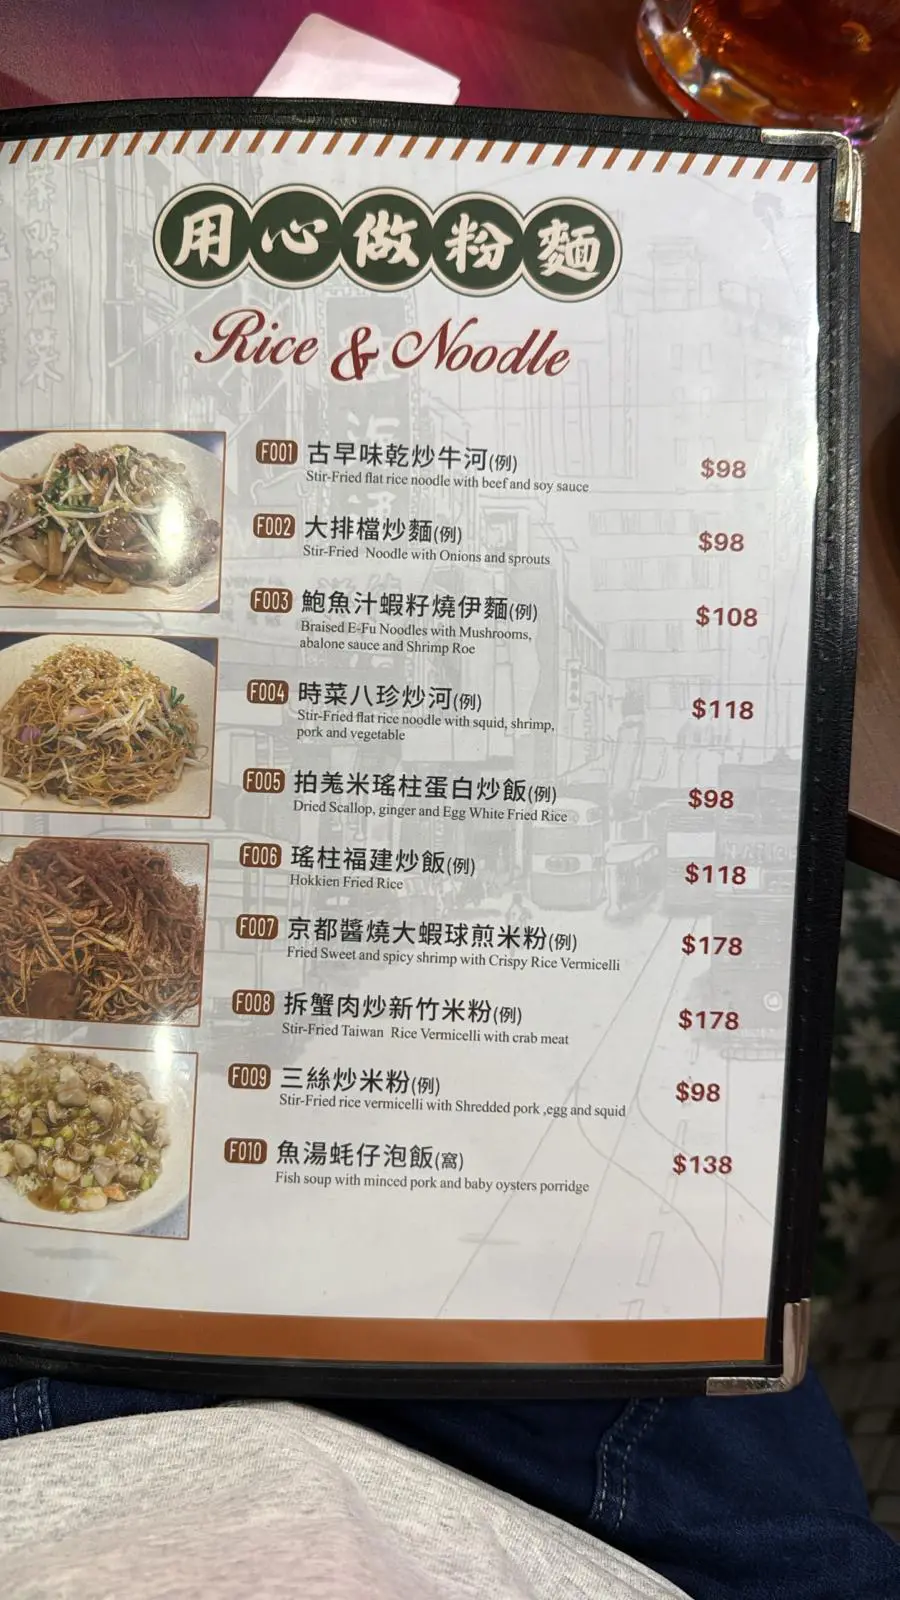 用心做粉麵
Rice & Noodle
F001 古早味乾炒牛河(例) $98
Stir-Fried flat rice noodle with beef and soy sauce
F002 大排檔炒麵(例) $98
Stir-Fried Noodle with Onions and sprouts
F003 鮑魚汁蝦籽燒伊麵(例) $108
Braised E-Fu Noodles with Mushrooms,
abalone sauce and Shrimp Roe
F004 時菜八珍炒河(例) $118
Stir-Fried flat rice noodle with squid, shrimp,
pork and vegetable
F005 拍羗米瑤柱蛋白炒飯(例) $98
Dried Scallop, ginger and Egg White Fried Rice
F006 瑤柱福建炒飯(例) $118
Hokkien Fried Rice
F007 京都醬燒大蝦球煎米粉(例) $178
Fried Sweet and spicy shrimp with Crispy Rice Vermicelli
F008 拆蟹肉炒新竹米粉(例) $178
Stir-Fried Taiwan Rice Vermicelli with crab meat
F009 三絲炒米粉(例) $98
Stir-Fried rice vermicelli with Shredded pork ,egg and squid
F010 魚湯蚝仔泡飯(窩) $138
Fish soup with minced pork and baby oysters porridge